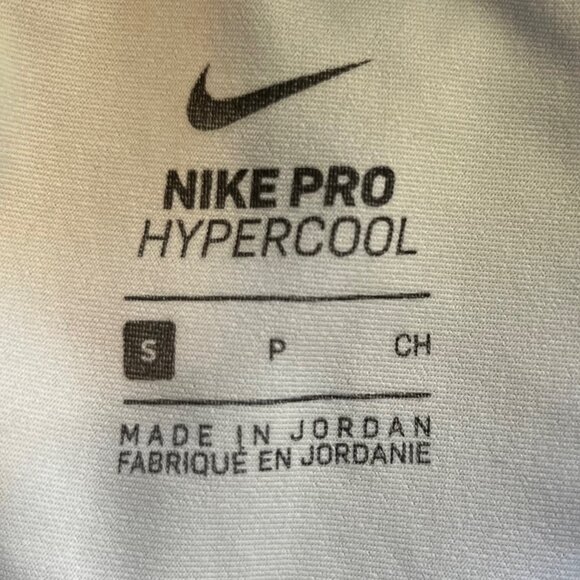 NIKE PRO
HYPERCOOL
S P CH
MADE IN JORDAN
FABRIQUÉ EN JORDANIE